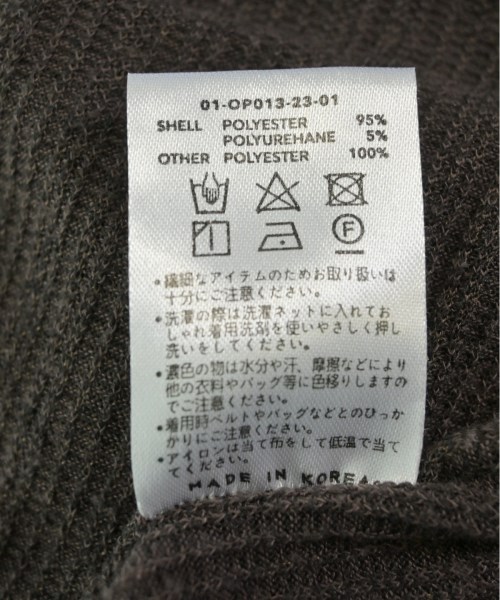 01-OP013-23-01
SHELL POLYESTER 95%
POLYUREHANE 5%
OTHER POLYESTER 100%
F
•繊細なアイテムのためお取り扱いは
十分にご注意ください。
•洗濯の際は洗濯ネットに入れてお
しゃれ着用洗剤を使いやさしく押し
洗いをしてください。
•濃色の物は水分や汗、摩擦などにより
他の衣料やバッグ等に色移りしますの
でご注意ください。
•着用時ベルトやバッグなどとのひっか
かりにご注意ください。
•アイロンは当て布をして低温で当て
てください。
MADE IN KOREA